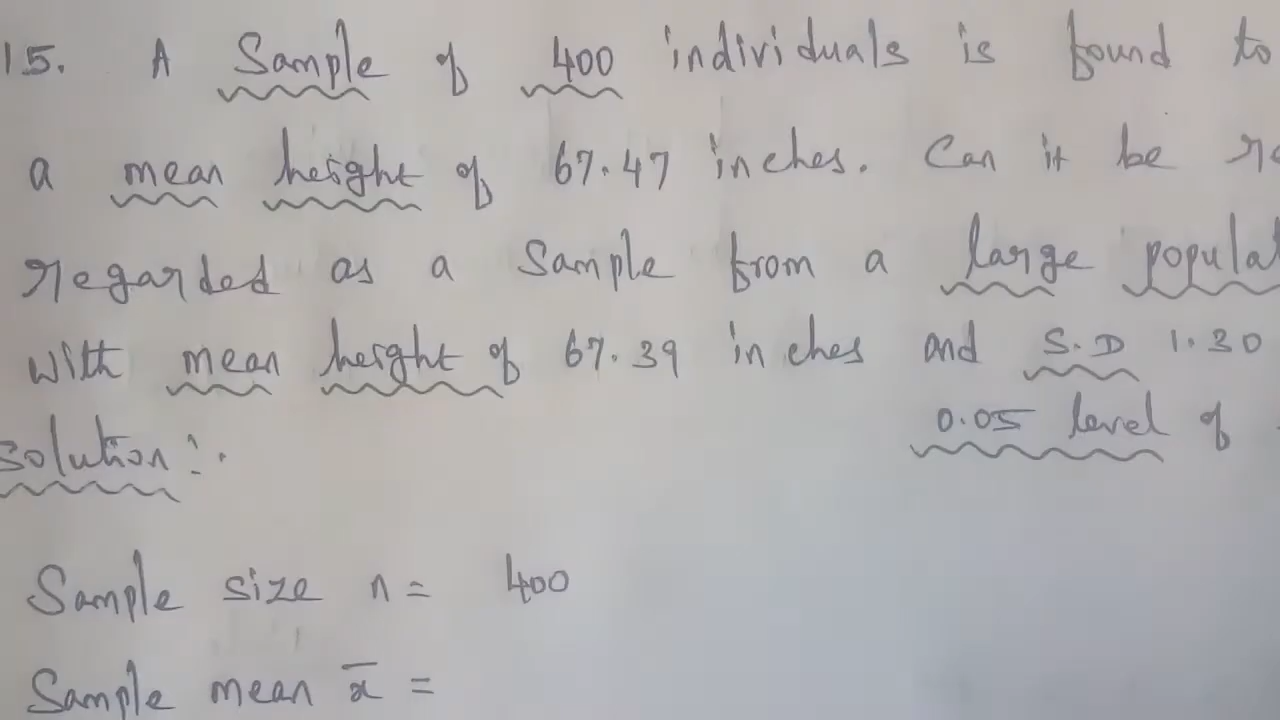 15. A Sample of 400 individuals is found to
a mean height of 67.47 inches. Can it be
regarded as a Sample from a large populat
with mean height of 67.39 inches and S.D 1.30
0.05 level of
Solution:.
Sample size n = 400
Sample mean x̄ =